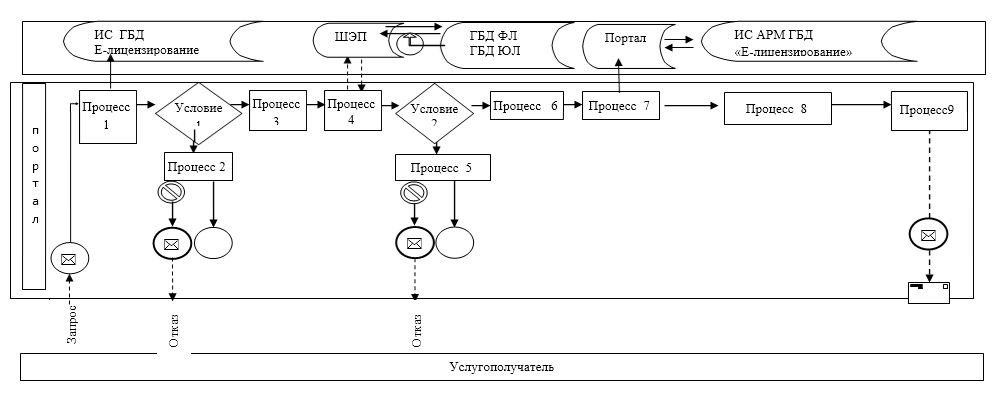 ИС ГБД
Е-лицензирование
ШЭП
ГБД ФЛ
ГБД ЮЛ
Портал
ИС АРМ ГБД
«Е-лицензирование»
Процесс
1
Условие
1
Процесс
3
Процесс
4
Условие
2
Процесс 6
Процесс 7
Процесс 8
Процесс9
Процесс 2
Процесс 5
портал
Запрос
Отказ
Отказ
Услугополучатель